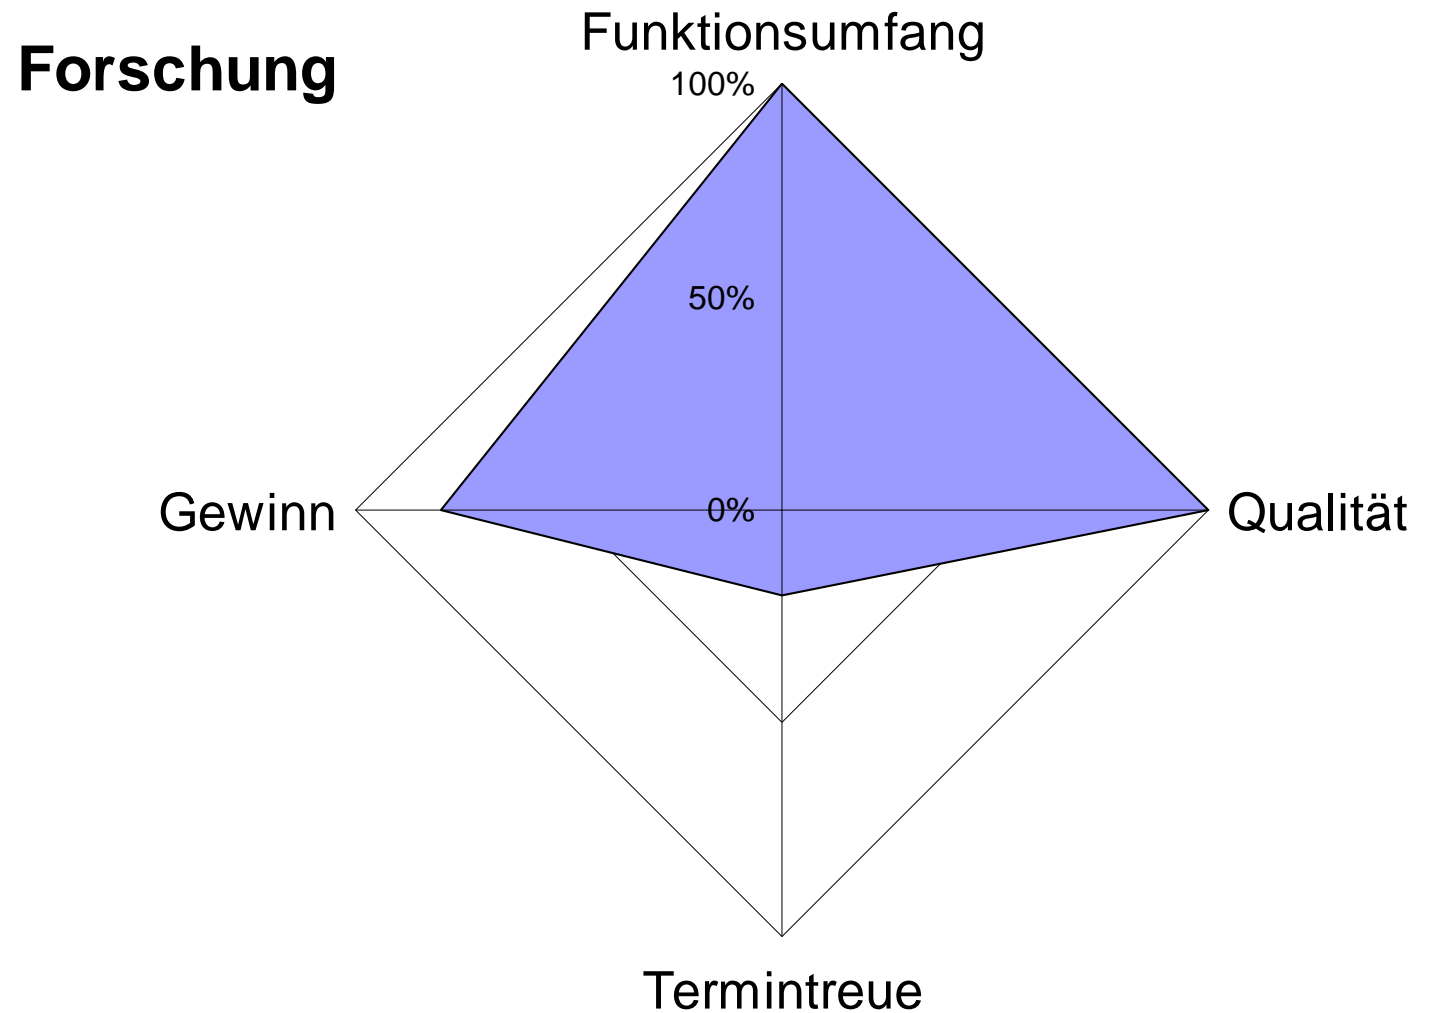 Forschung
Funktionsumfang
100%
50%
Gewinn
0%
Qualität
Termintreue